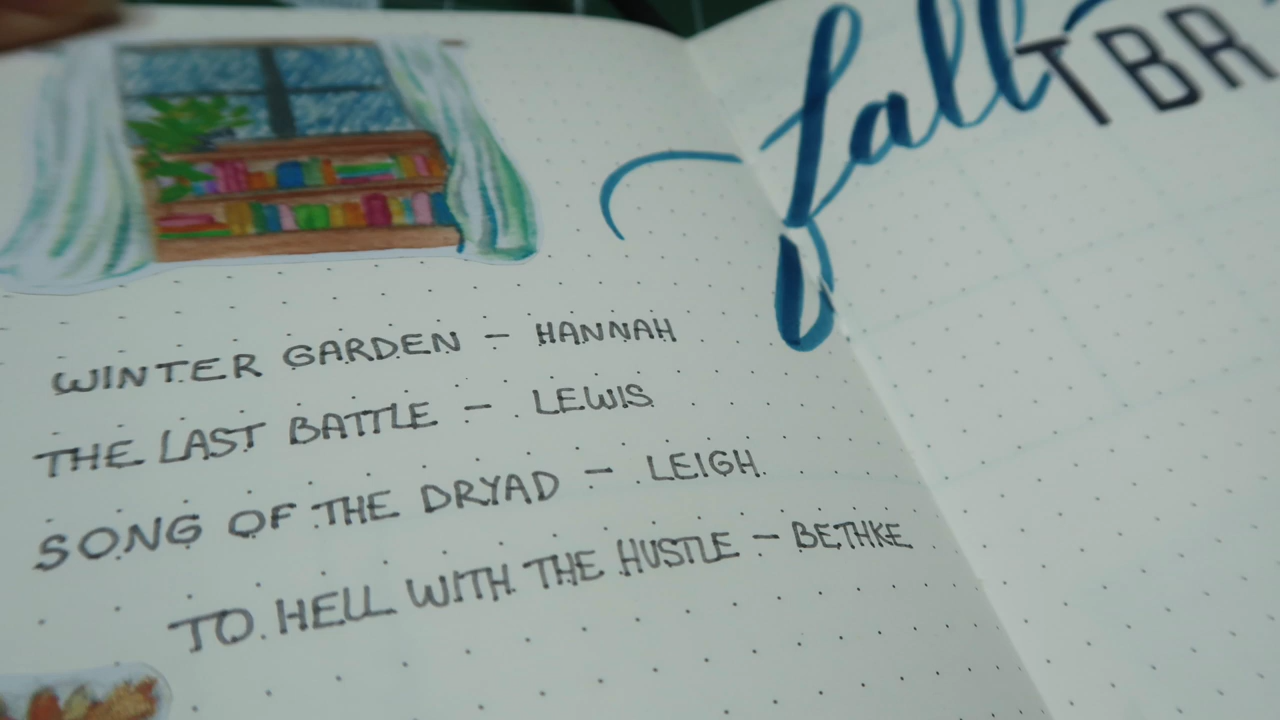 fall TBR
WINTER GARDEN – HANNAH
THE LAST BATTLE – LEWIS
SONG OF THE DRYAD – LEIGH
TO HELL WITH THE HUSTLE – BETHKE